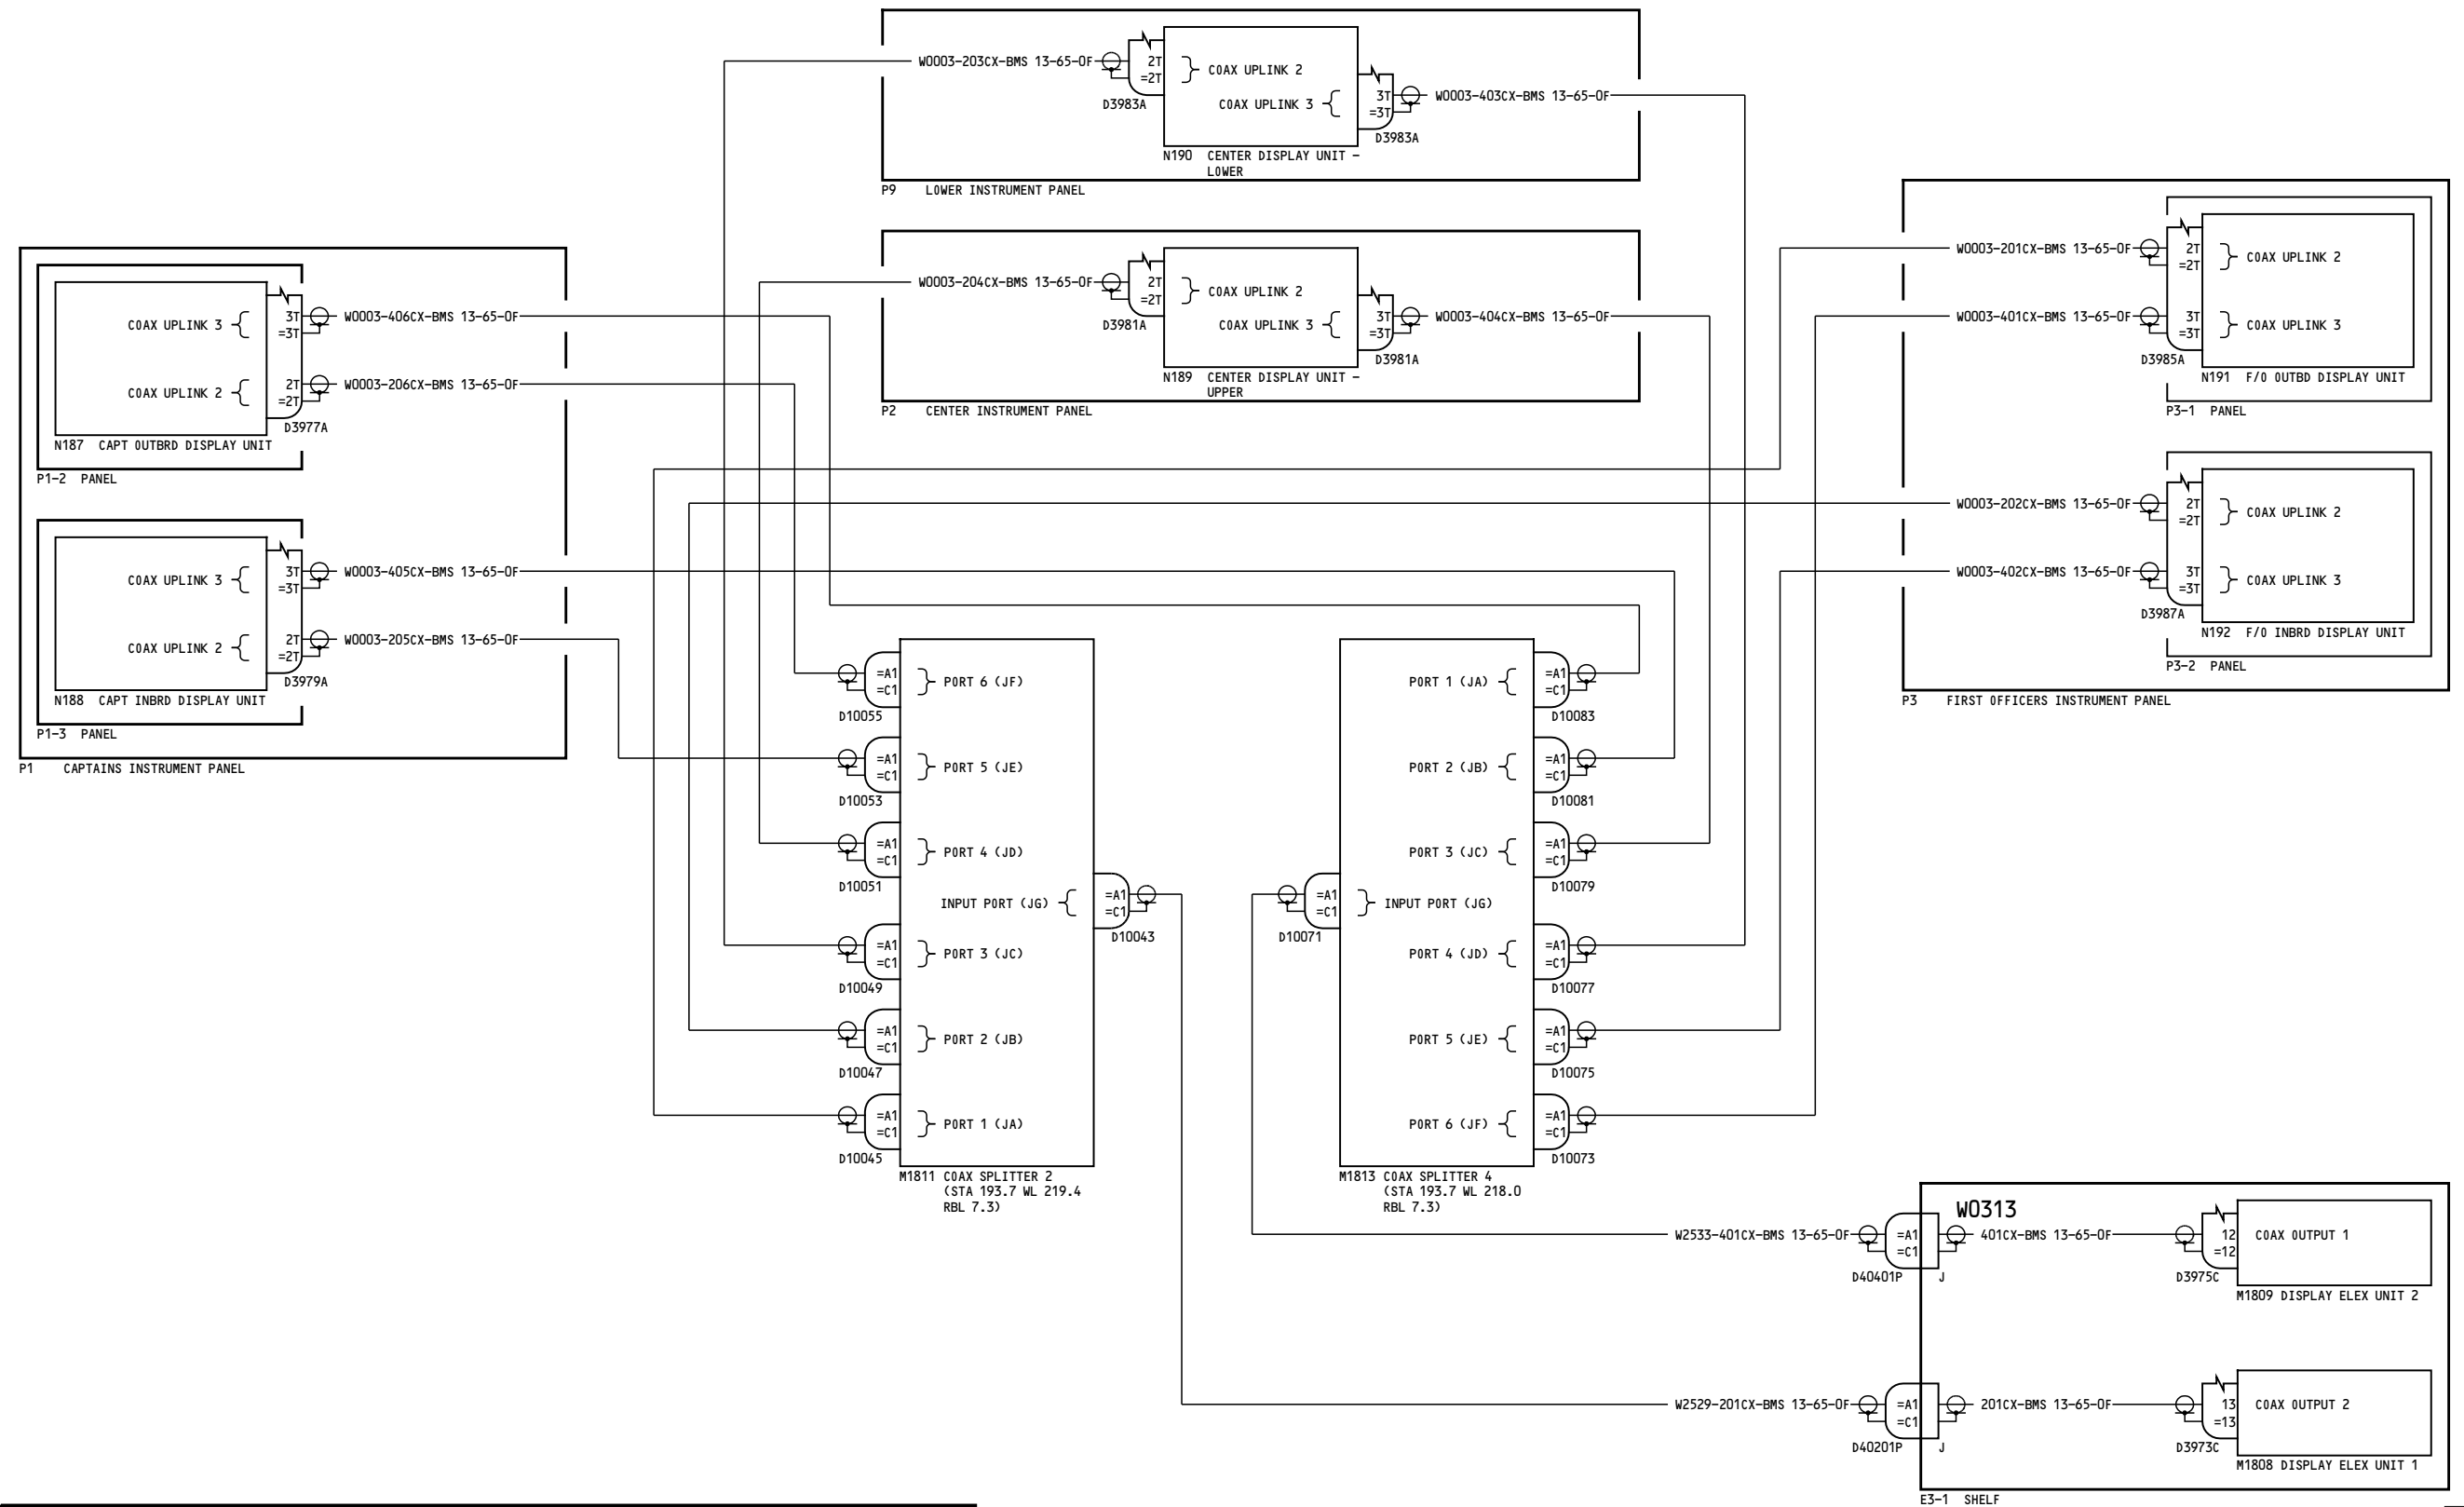 W0003-203CX-BMS 13-65-0F
2T
=2T
D3983A
COAX UPLINK 2
COAX UPLINK 3
3T
=3T
D3983A
W0003-403CX-BMS 13-65-0F
N190 CENTER DISPLAY UNIT -
LOWER
P9 LOWER INSTRUMENT PANEL
W0003-204CX-BMS 13-65-0F
2T
=2T
D3981A
COAX UPLINK 2
COAX UPLINK 3
3T
=3T
D3981A
W0003-404CX-BMS 13-65-0F
N189 CENTER DISPLAY UNIT -
UPPER
P2 CENTER INSTRUMENT PANEL
COAX UPLINK 3
3T
=3T
W0003-406CX-BMS 13-65-0F
COAX UPLINK 2
2T
=2T
W0003-206CX-BMS 13-65-0F
D3977A
N187 CAPT OUTBRD DISPLAY UNIT
P1-2 PANEL
COAX UPLINK 3
3T
=3T
W0003-405CX-BMS 13-65-0F
COAX UPLINK 2
2T
=2T
W0003-205CX-BMS 13-65-0F
D3979A
N188 CAPT INBRD DISPLAY UNIT
P1-3 PANEL
P1 CAPTAINS INSTRUMENT PANEL
W0003-201CX-BMS 13-65-0F
2T
=2T
COAX UPLINK 2
W0003-401CX-BMS 13-65-0F
3T
=3T
COAX UPLINK 3
D3985A
N191 F/O OUTBD DISPLAY UNIT
P3-1 PANEL
W0003-202CX-BMS 13-65-0F
2T
=2T
COAX UPLINK 2
W0003-402CX-BMS 13-65-0F
3T
=3T
COAX UPLINK 3
D3987A
N192 F/O INBRD DISPLAY UNIT
P3-2 PANEL
P3 FIRST OFFICERS INSTRUMENT PANEL
=A1
=C1
PORT 6 (JF)
D10055
=A1
=C1
PORT 5 (JE)
D10053
=A1
=C1
PORT 4 (JD)
D10051
INPUT PORT (JG)
=A1
=C1
D10043
=A1
=C1
PORT 3 (JC)
D10049
=A1
=C1
PORT 2 (JB)
D10047
=A1
=C1
PORT 1 (JA)
D10045
M1811 COAX SPLITTER 2
(STA 193.7 WL 219.4
RBL 7.3)
PORT 1 (JA)
=A1
=C1
D10083
PORT 2 (JB)
=A1
=C1
D10081
PORT 3 (JC)
=A1
=C1
D10079
=A1
=C1
INPUT PORT (JG)
D10071
PORT 4 (JD)
=A1
=C1
D10077
PORT 5 (JE)
=A1
=C1
D10075
PORT 6 (JF)
=A1
=C1
D10073
M1813 COAX SPLITTER 4
(STA 193.7 WL 218.0
RBL 7.3)
W0313
W2533-401CX-BMS 13-65-0F
=A1
=C1
401CX-BMS 13-65-0F
12
=12
COAX OUTPUT 1
D40401P
J
D3975C
M1809 DISPLAY ELEX UNIT 2
W2529-201CX-BMS 13-65-0F
=A1
=C1
201CX-BMS 13-65-0F
13
=13
COAX OUTPUT 2
D40201P
J
D3973C
M1808 DISPLAY ELEX UNIT 1
E3-1 SHELF